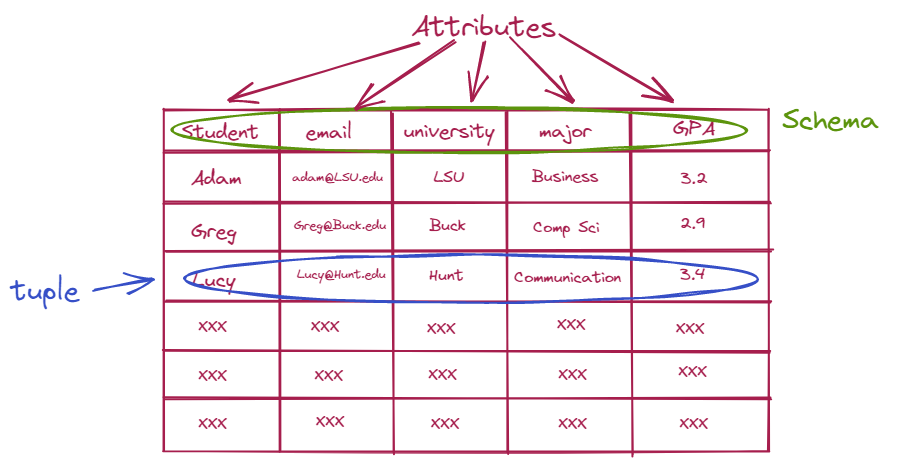 Attributes
Schema
Student email university major GPA
Adam adam@LSU.edu LSU Business 3.2
Greg Greg@Buck.edu Buck Comp Sci 2.9
tuple
Lucy Lucy@Hunt.edu Hunt Communication 3.4
xxx xxx xxx xxx xxx
xxx xxx xxx xxx xxx
xxx xxx xxx xxx xxx